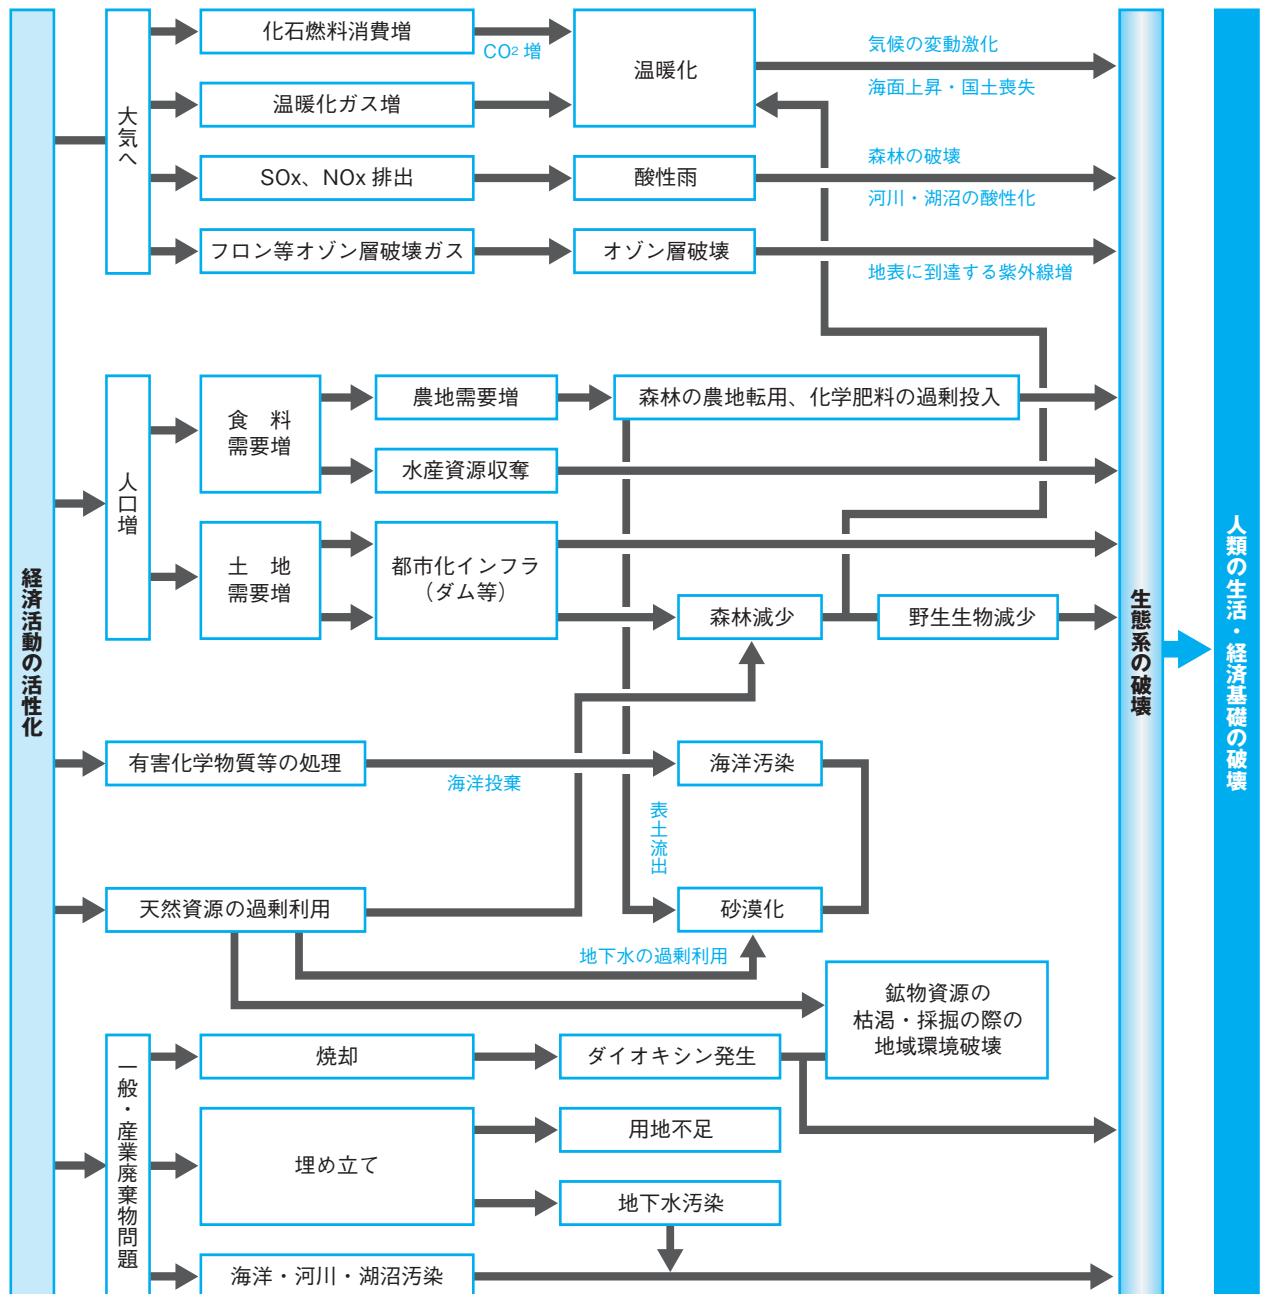 経済活動の活性化
大気へ
化石燃料消費増
CO2 増
温暖化
気候の変動激化
海面上昇・国土喪失
温暖化ガス増
SOx、NOx 排出
酸性雨
森林の破壊
河川・湖沼の酸性化
フロン等オゾン層破壊ガス
オゾン層破壊
地表に到達する紫外線増
人口増
食　料
需要増
農地需要増
森林の農地転用、化学肥料の過剰投入
水産資源収奪
土　地
需要増
都市化インフラ
（ダム等）
森林減少
野生生物減少
有害化学物質等の処理
海洋投棄
海洋汚染
表土流出
天然資源の過剰利用
砂漠化
地下水の過剰利用
鉱物資源の
枯渇・採掘の際の
地域環境破壊
一般・産業廃棄物問題
焼却
ダイオキシン発生
埋め立て
用地不足
地下水汚染
海洋・河川・湖沼汚染
生態系の破壊
人類の生活・経済基礎の破壊